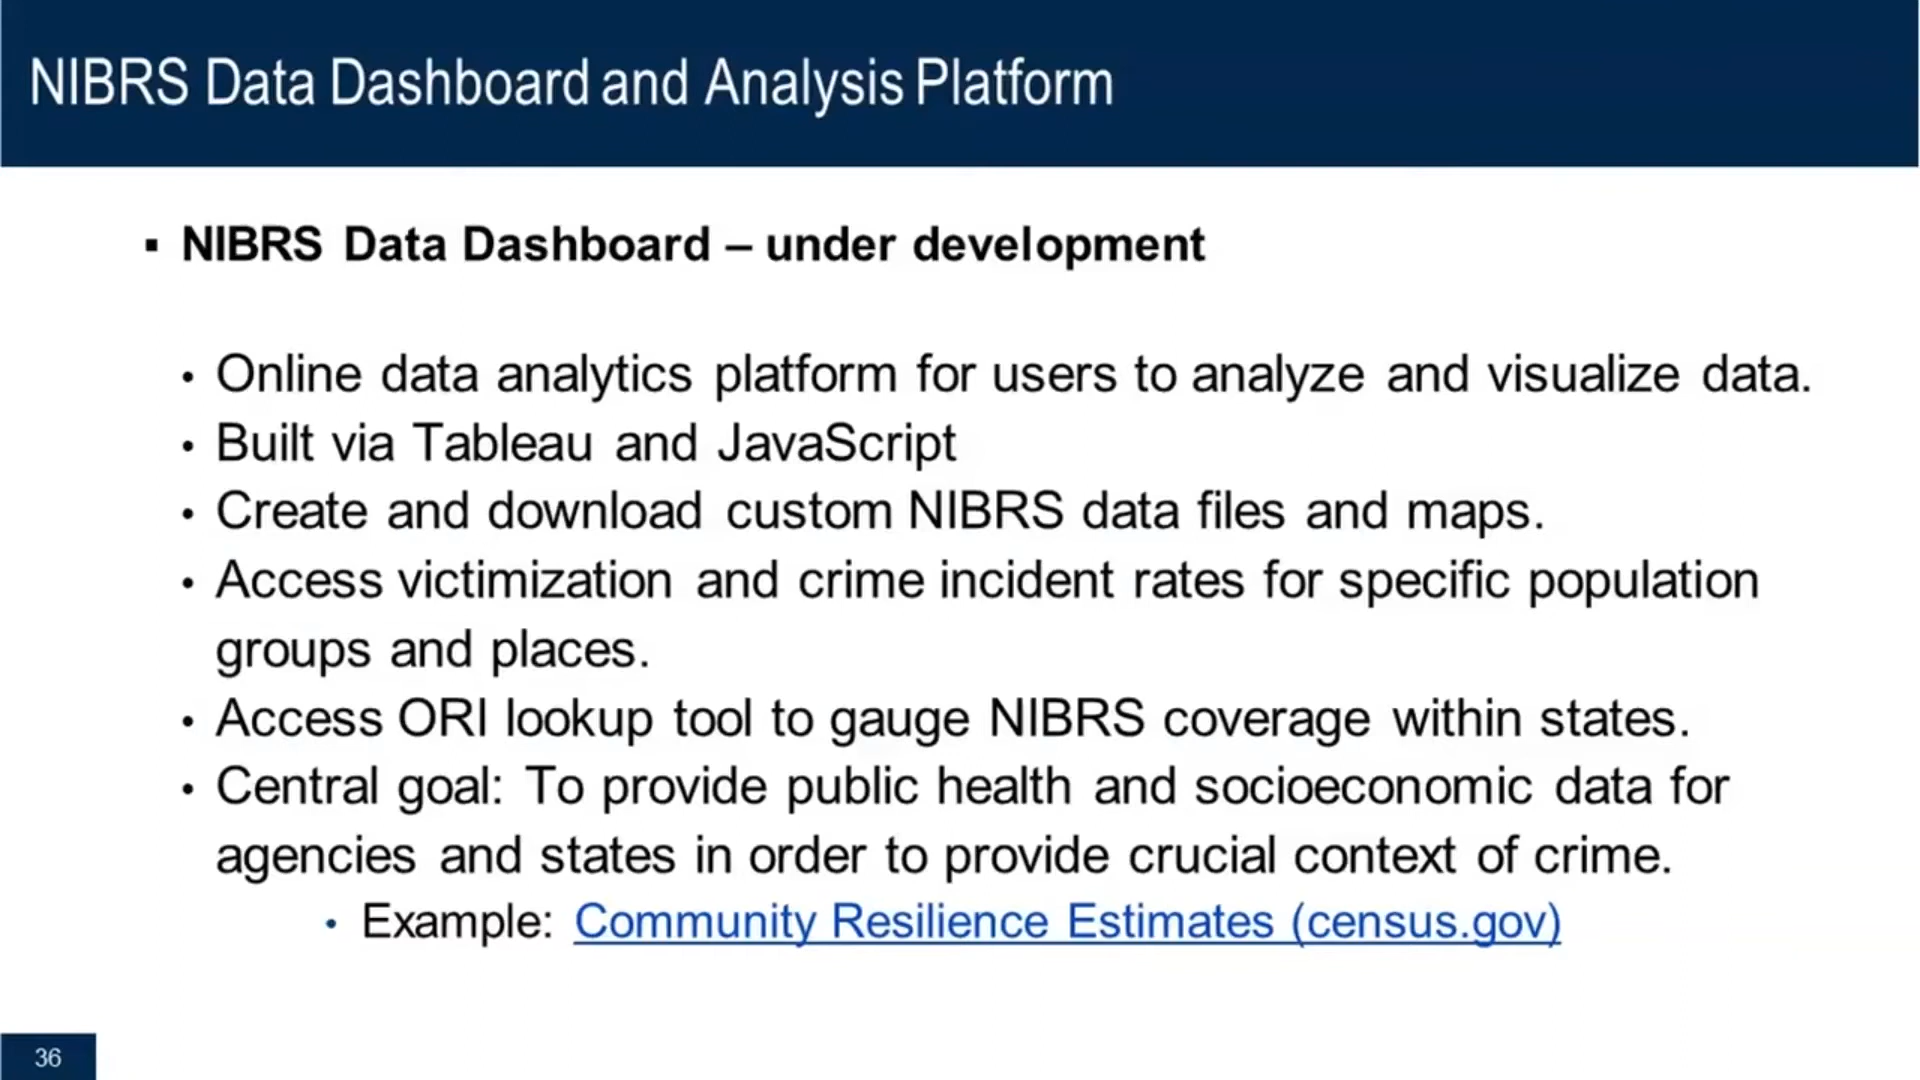 NIBRS Data Dashboard and Analysis Platform
▪ NIBRS Data Dashboard – under development
• Online data analytics platform for users to analyze and visualize data.
• Built via Tableau and JavaScript
• Create and download custom NIBRS data files and maps.
• Access victimization and crime incident rates for specific population
groups and places.
• Access ORI lookup tool to gauge NIBRS coverage within states.
• Central goal: To provide public health and socioeconomic data for
agencies and states in order to provide crucial context of crime.
• Example: Community Resilience Estimates (census.gov)
36